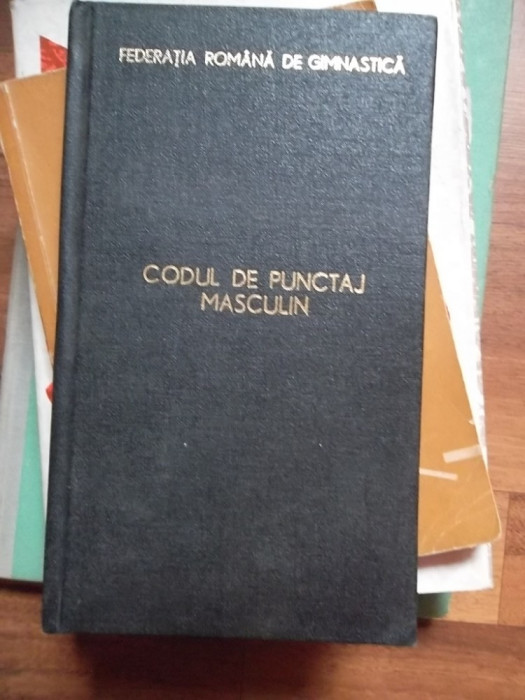 FEDERAȚIA ROMÂNĂ DE GIMNASTICĂ
CODUL DE PUNCTAJ
MASCULIN